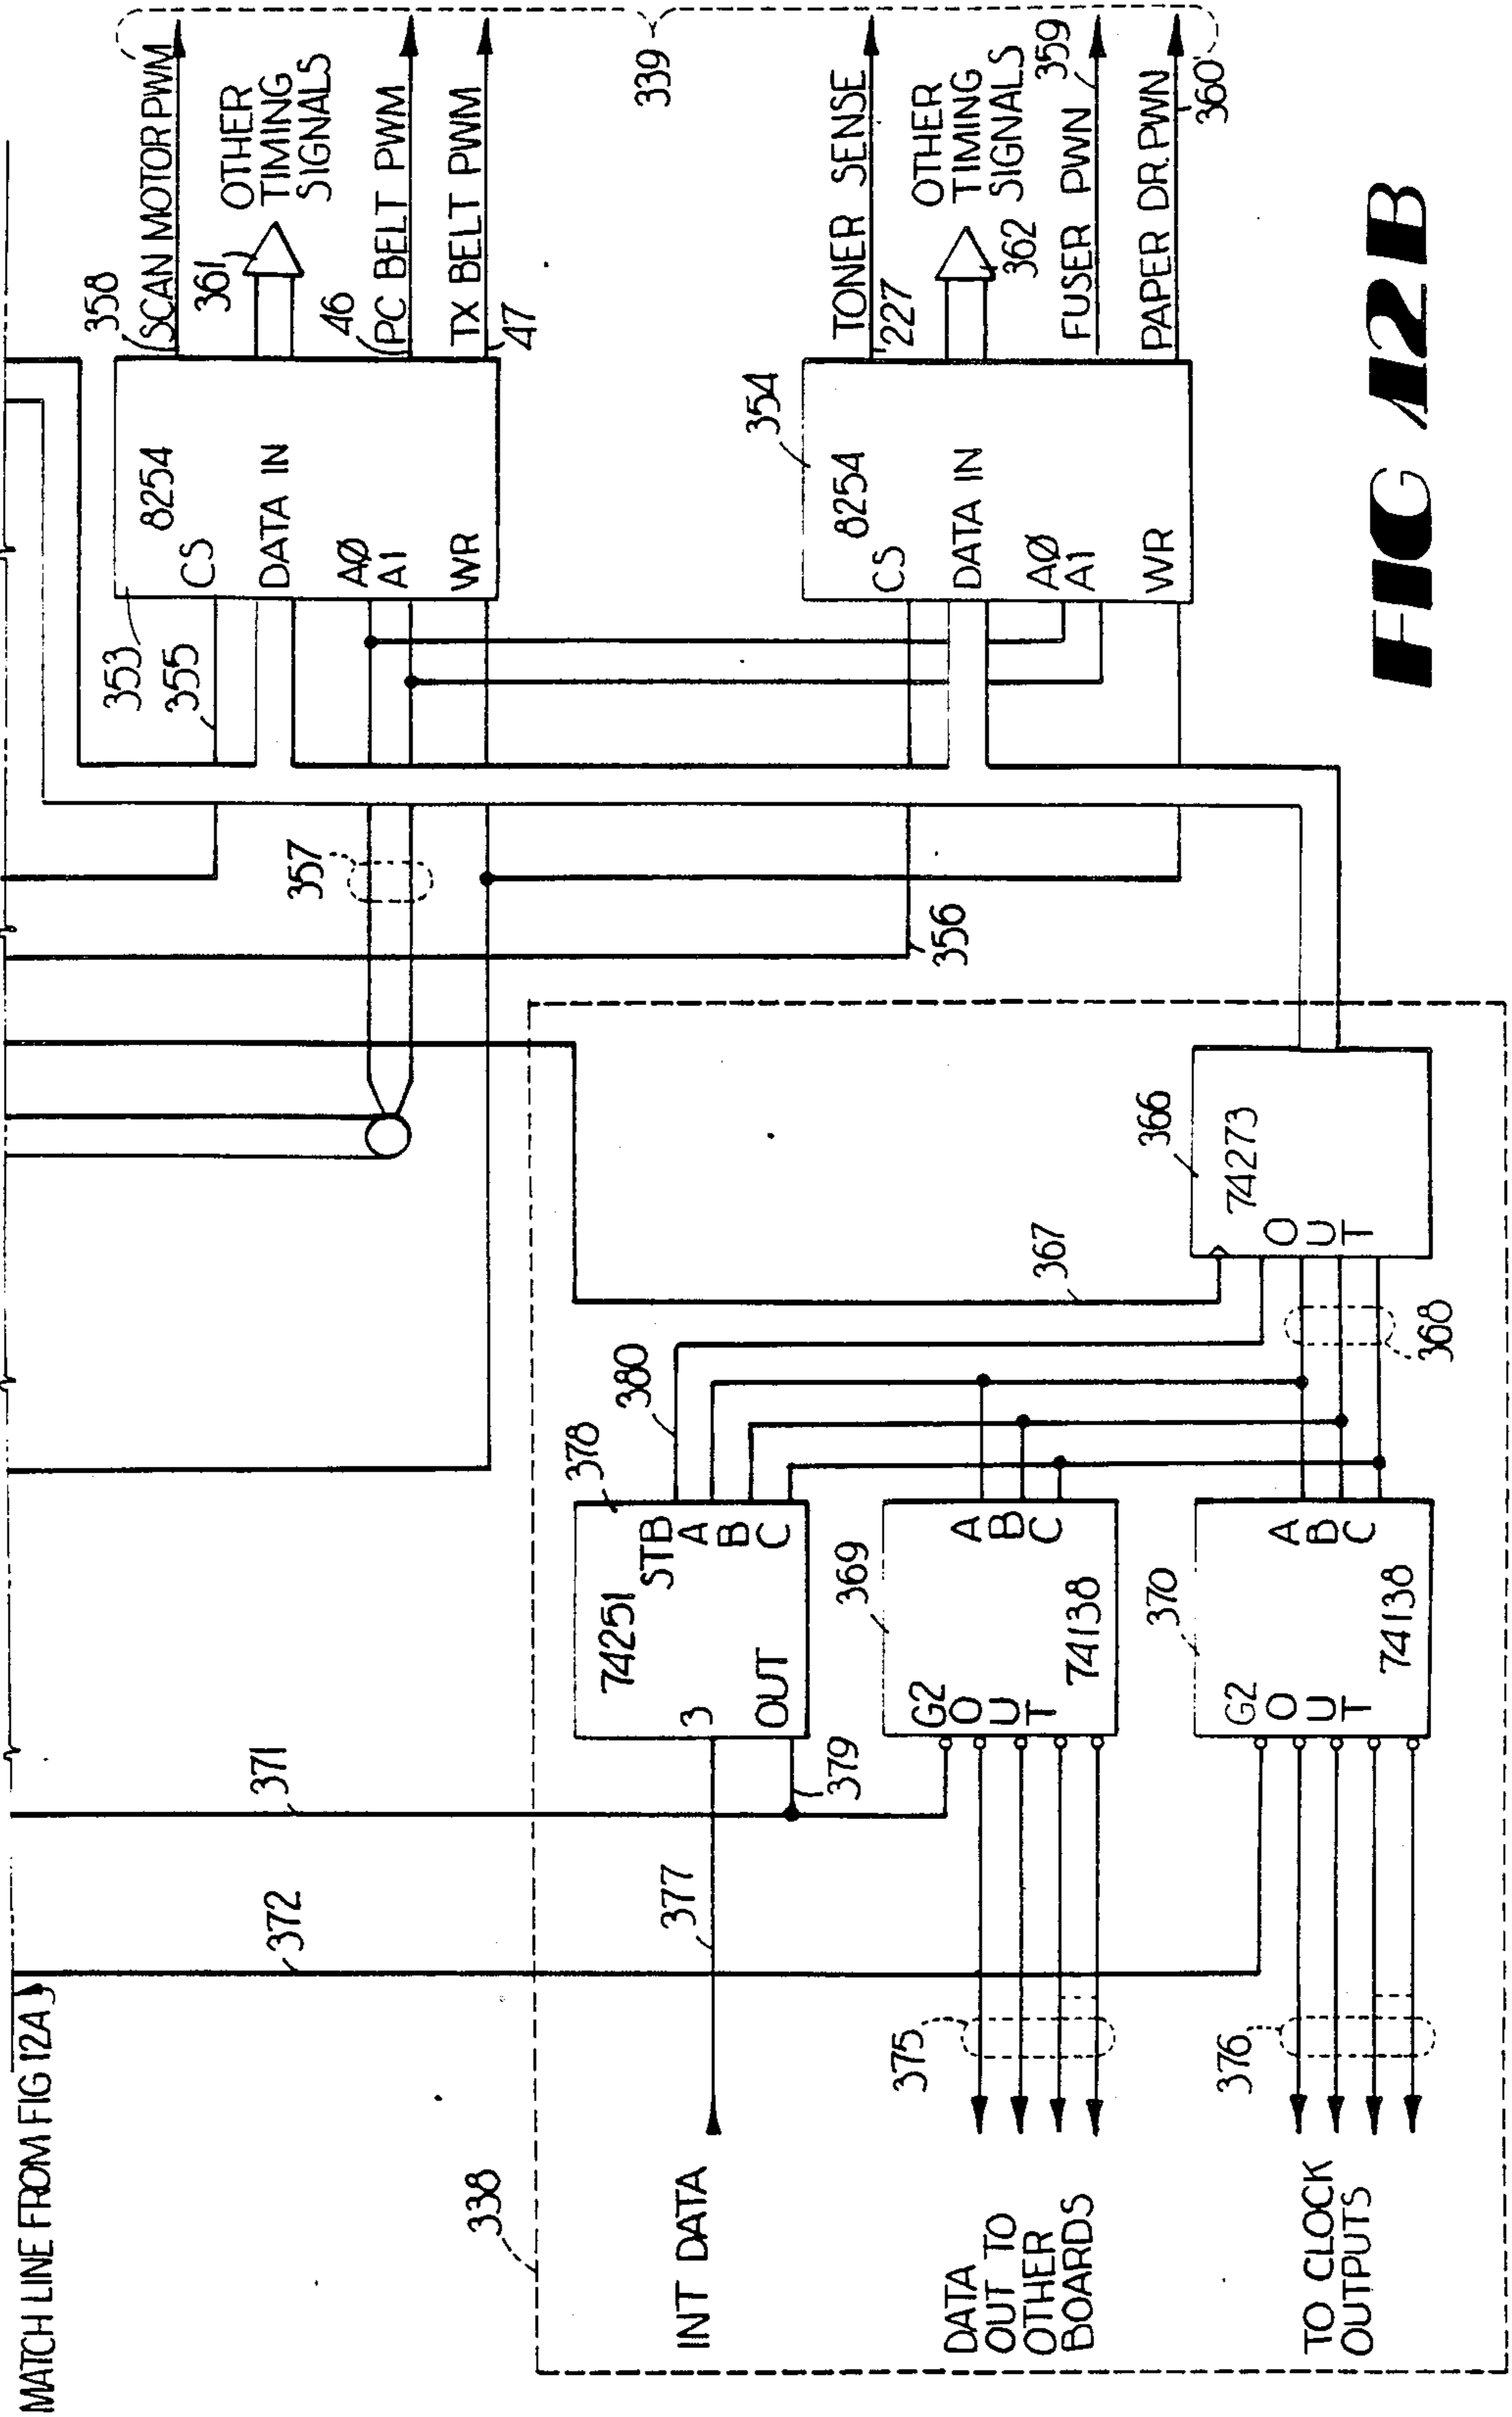 MATCH LINE FROM FIG 12A
372
371
338
INT DATA
377
379
3
OUT
74251
STB
A
B
C
378
380
DATA
OUT TO
OTHER
BOARDS
375
G2
OUT
74138
369
A
B
C
TO CLOCK
OUTPUTS
376
G2
OUT
74138
370
A
B
C
368
367
366
74273
OUT
357
356
353
355
8254
CS
DATA IN
AØ
A1
WR
358
SCAN MOTOR PWM
361
OTHER
TIMING
SIGNALS
46
PC BELT PWM
TX BELT PWM
47
339
354
8254
CS
DATA IN
AØ
A1
WR
TONER SENSE
227
OTHER
TIMING
SIGNALS
362
FUSER PWN
359
PAPER DR. PWN
360
FIG 12B